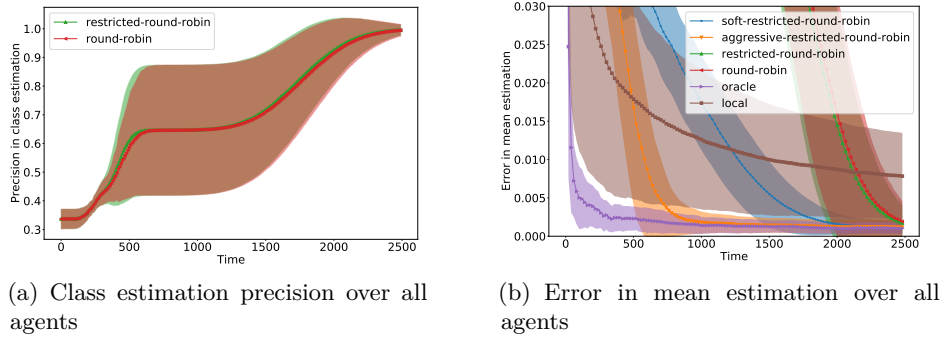 restricted-round-robin
round-robin
1.0
0.9
0.8
0.7
0.6
0.5
0.4
0.3
Precision in class estimation
0 500 1000 1500 2000 2500
Time
(a) Class estimation precision over all
agents
soft-restricted-round-robin
aggressive-restricted-round-robin
restricted-round-robin
round-robin
oracle
local
0.030
0.025
0.020
0.015
0.010
0.005
0.000
Error in mean estimation
0 500 1000 1500 2000 2500
Time
(b) Error in mean estimation over all
agents